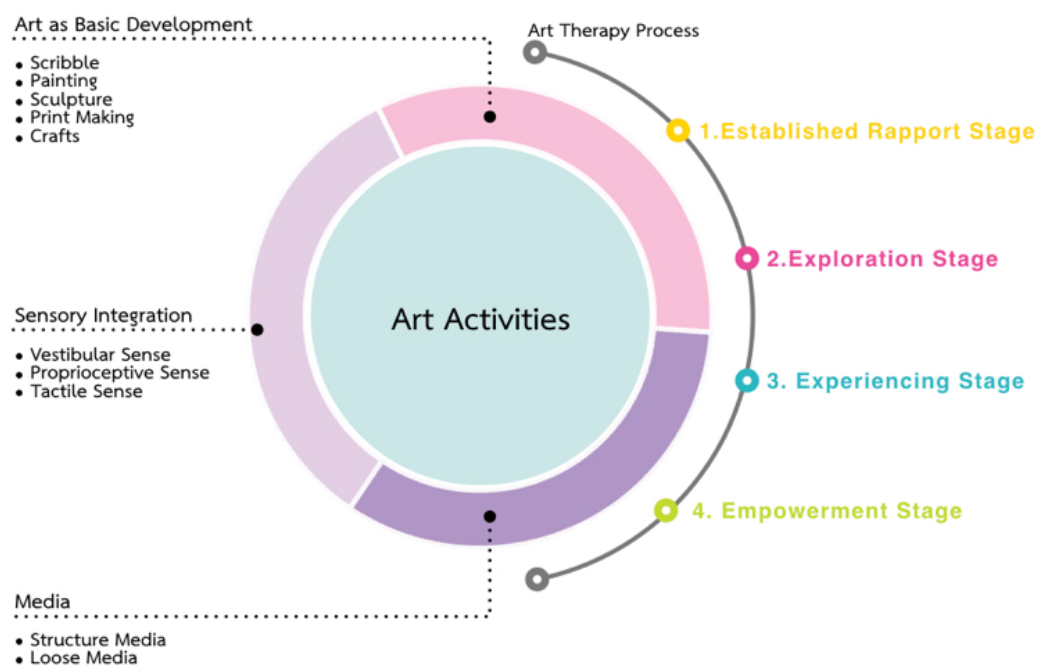 Art as Basic Development
• Scribble
• Painting
• Sculpture
• Print Making
• Crafts
Sensory Integration
• Vestibular Sense
• Proprioceptive Sense
• Tactile Sense
Media
• Structure Media
• Loose Media
Art Activities
Art Therapy Process
1.Established Rapport Stage
2.Exploration Stage
3. Experiencing Stage
4. Empowerment Stage